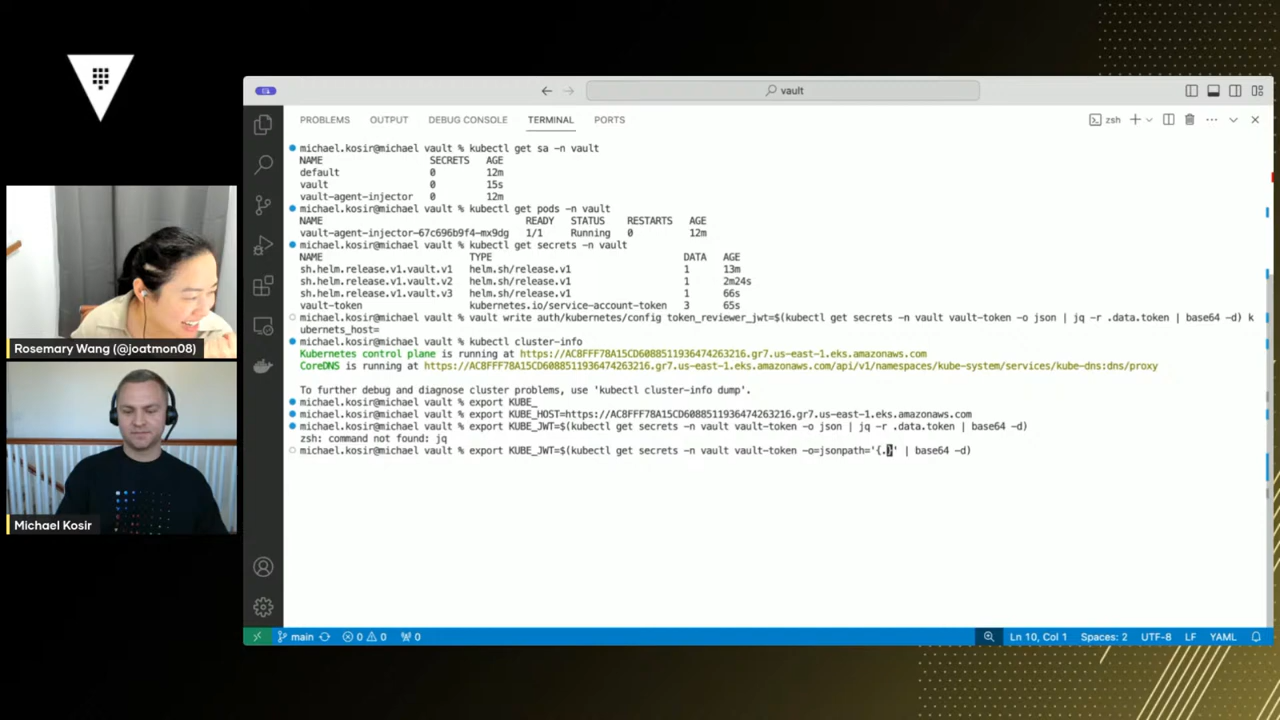 vault
PROBLEMS OUTPUT DEBUG CONSOLE TERMINAL PORTS zsh
michael.kosir@michael vault % kubectl get sa -n vault
NAME SECRETS AGE
default 0 12m
vault 0 15s
vault-agent-injector 0 12m
michael.kosir@michael vault % kubectl get pods -n vault
NAME READY STATUS RESTARTS AGE
vault-agent-injector-67c696b9f4-mx9dg 1/1 Running 0 12m
michael.kosir@michael vault % kubectl get secrets -n vault
NAME TYPE DATA AGE
sh.helm.release.v1.vault.v1 helm.sh/release.v1 1 13m
sh.helm.release.v1.vault.v2 helm.sh/release.v1 1 2m24s
sh.helm.release.v1.vault.v3 helm.sh/release.v1 1 66s
vault-token kubernetes.io/service-account-token 3 65s
michael.kosir@michael vault % vault write auth/kubernetes/config token_reviewer_jwt=$(kubectl get secrets -n vault vault-token -o json | jq -r .data.token | base64 -d) k
ubernets_host=
michael.kosir@michael vault % kubectl cluster-info
Kubernetes control plane is running at https://AC8FFF78A15CD6088511936474263216.gr7.us-east-1.eks.amazonaws.com
CoreDNS is running at https://AC8FFF78A15CD6088511936474263216.gr7.us-east-1.eks.amazonaws.com/api/v1/namespaces/kube-system/services/kube-dns:dns/proxy
To further debug and diagnose cluster problems, use 'kubectl cluster-info dump'.
michael.kosir@michael vault % export KUBE_
michael.kosir@michael vault % export KUBE_HOST=https://AC8FFF78A15CD6088511936474263216.gr7.us-east-1.eks.amazonaws.com
michael.kosir@michael vault % export KUBE_JWT=$(kubectl get secrets -n vault vault-token -o json | jq -r .data.token | base64 -d)
zsh: command not found: jq
michael.kosir@michael vault % export KUBE_JWT=$(kubectl get secrets -n vault vault-token -o=jsonpath='{.}' | base64 -d)
Rosemary Wang (@joatmon08)
Michael Kosir
main 0 0 0 Ln 10, Col 1 Spaces: 2 UTF-8 LF YAML